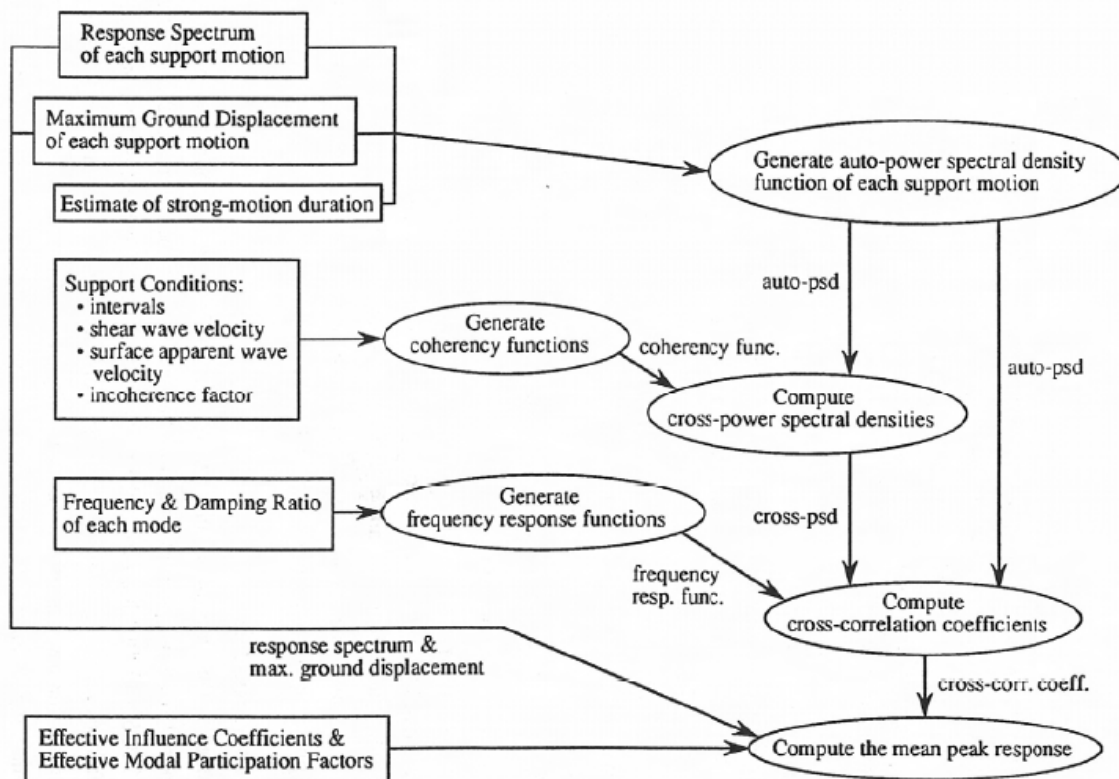 Response Spectrum
of each support motion
Maximum Ground Displacement
of each support motion
Estimate of strong-motion duration
Generate auto-power spectral density
function of each support motion
Support Conditions:
• intervals
• shear wave velocity
• surface apparent wave
velocity
• incoherence factor
Generate
coherency functions
coherency func.
auto-psd
auto-psd
Compute
cross-power spectral densities
Frequency & Damping Ratio
of each mode
Generate
frequency response functions
cross-psd
frequency
resp. func.
Compute
cross-correlation coefficients
response spectrum &
max. ground displacement
cross-corr. coeff.
Effective Influence Coefficients &
Effective Modal Participation Factors
Compute the mean peak response